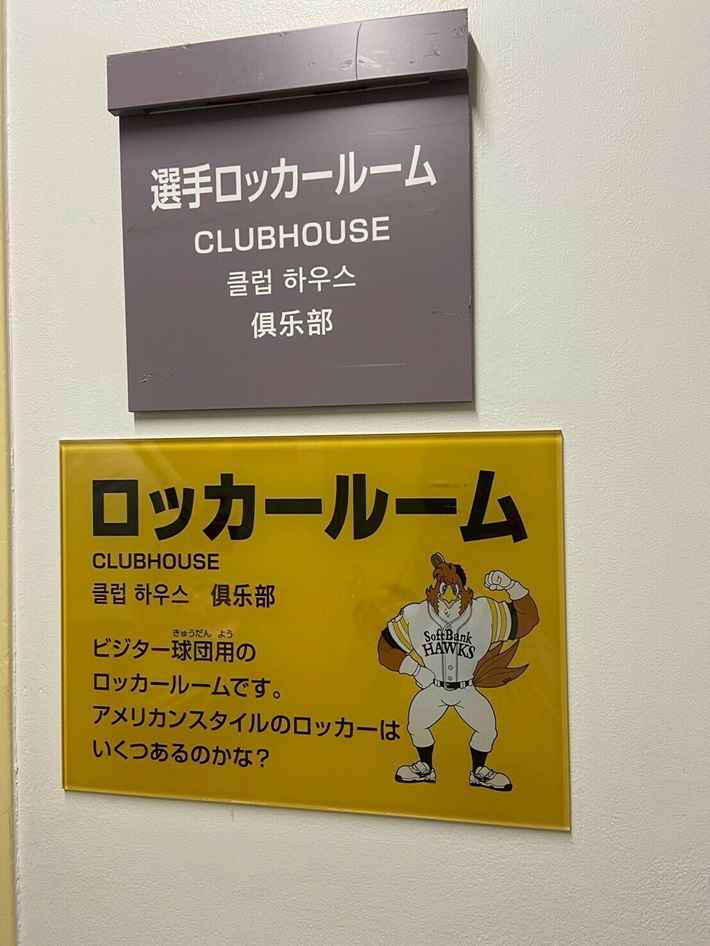 選手ロッカールーム
CLUBHOUSE
클럽 하우스
俱乐部
ロッカールーム
CLUBHOUSE
클럽 하우스 俱乐部
きゅうだん よう
ビジター球団用の
ロッカールームです。
アメリカンスタイルのロッカーは
いくつあるのかな?
SoftBank
HAWKS